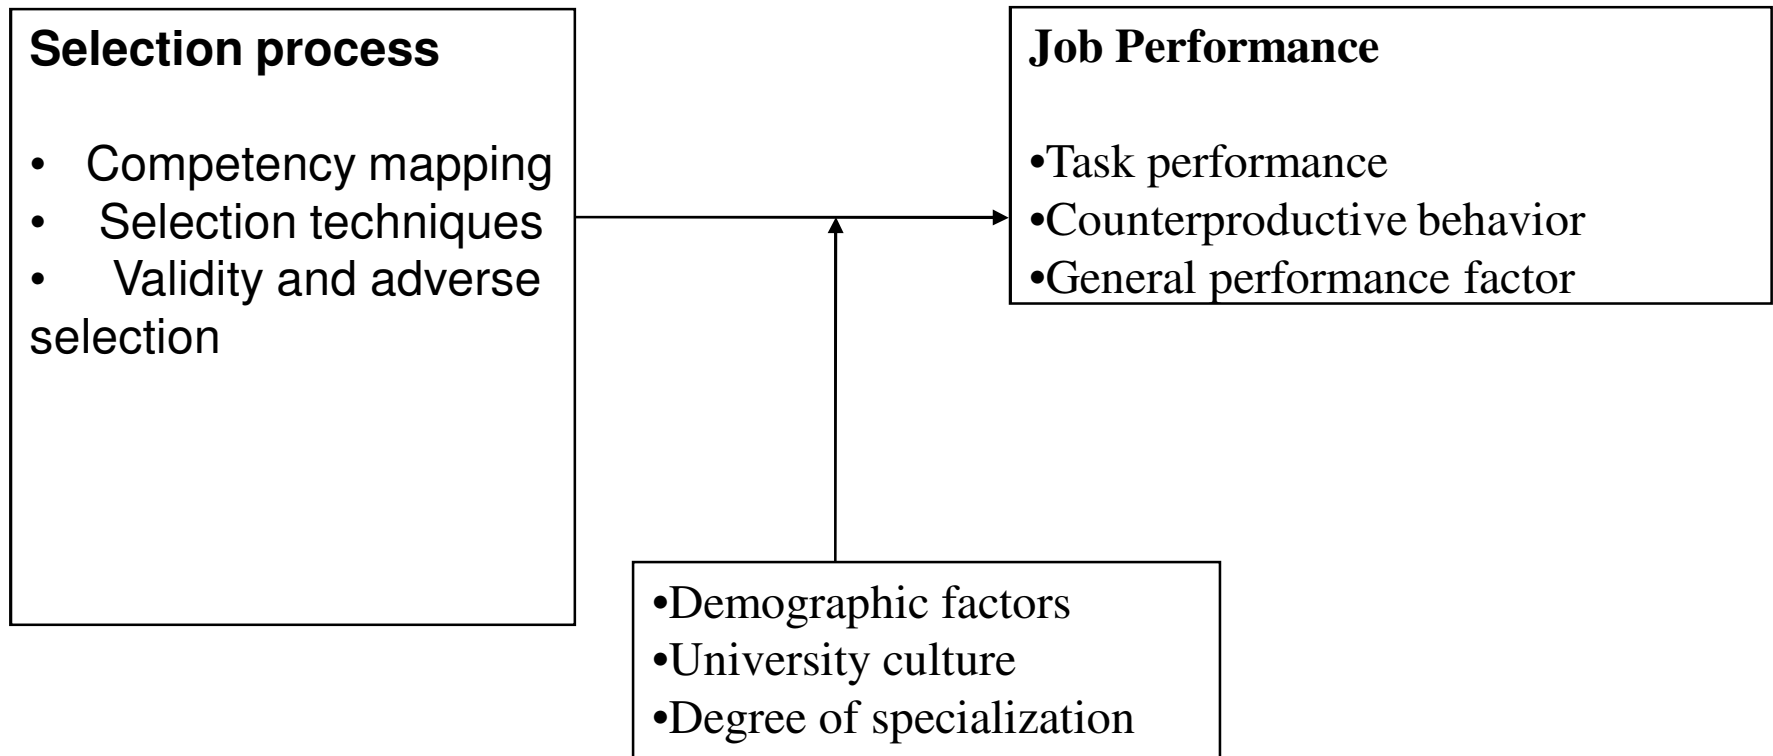 Selection process
• Competency mapping
• Selection techniques
• Validity and adverse
selection
Job Performance
•Task performance
•Counterproductive behavior
•General performance factor
•Demographic factors
•University culture
•Degree of specialization